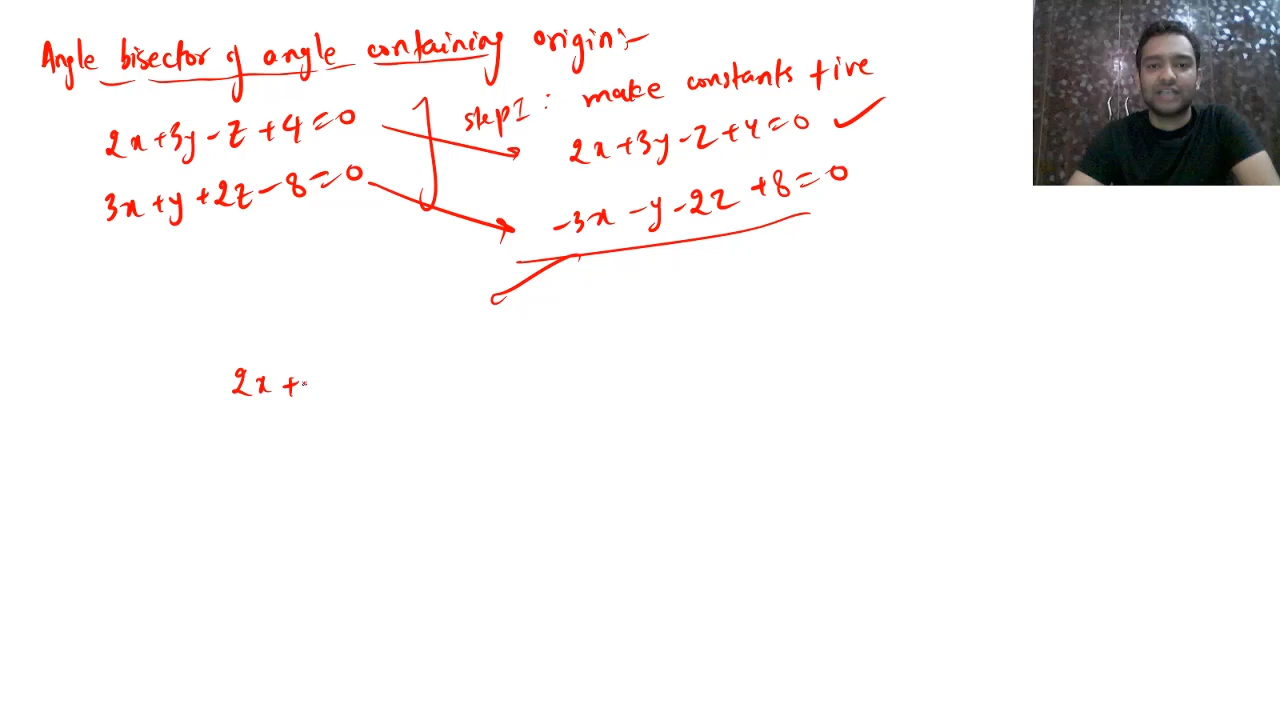 Angle bisector of angle containing origin:-
step1: make constants +ive
2x+3y-z+4=0
2x+3y-z+4=0 ✓
3x+y+2z-8=0
-3x-y-2z+8=0
2x+